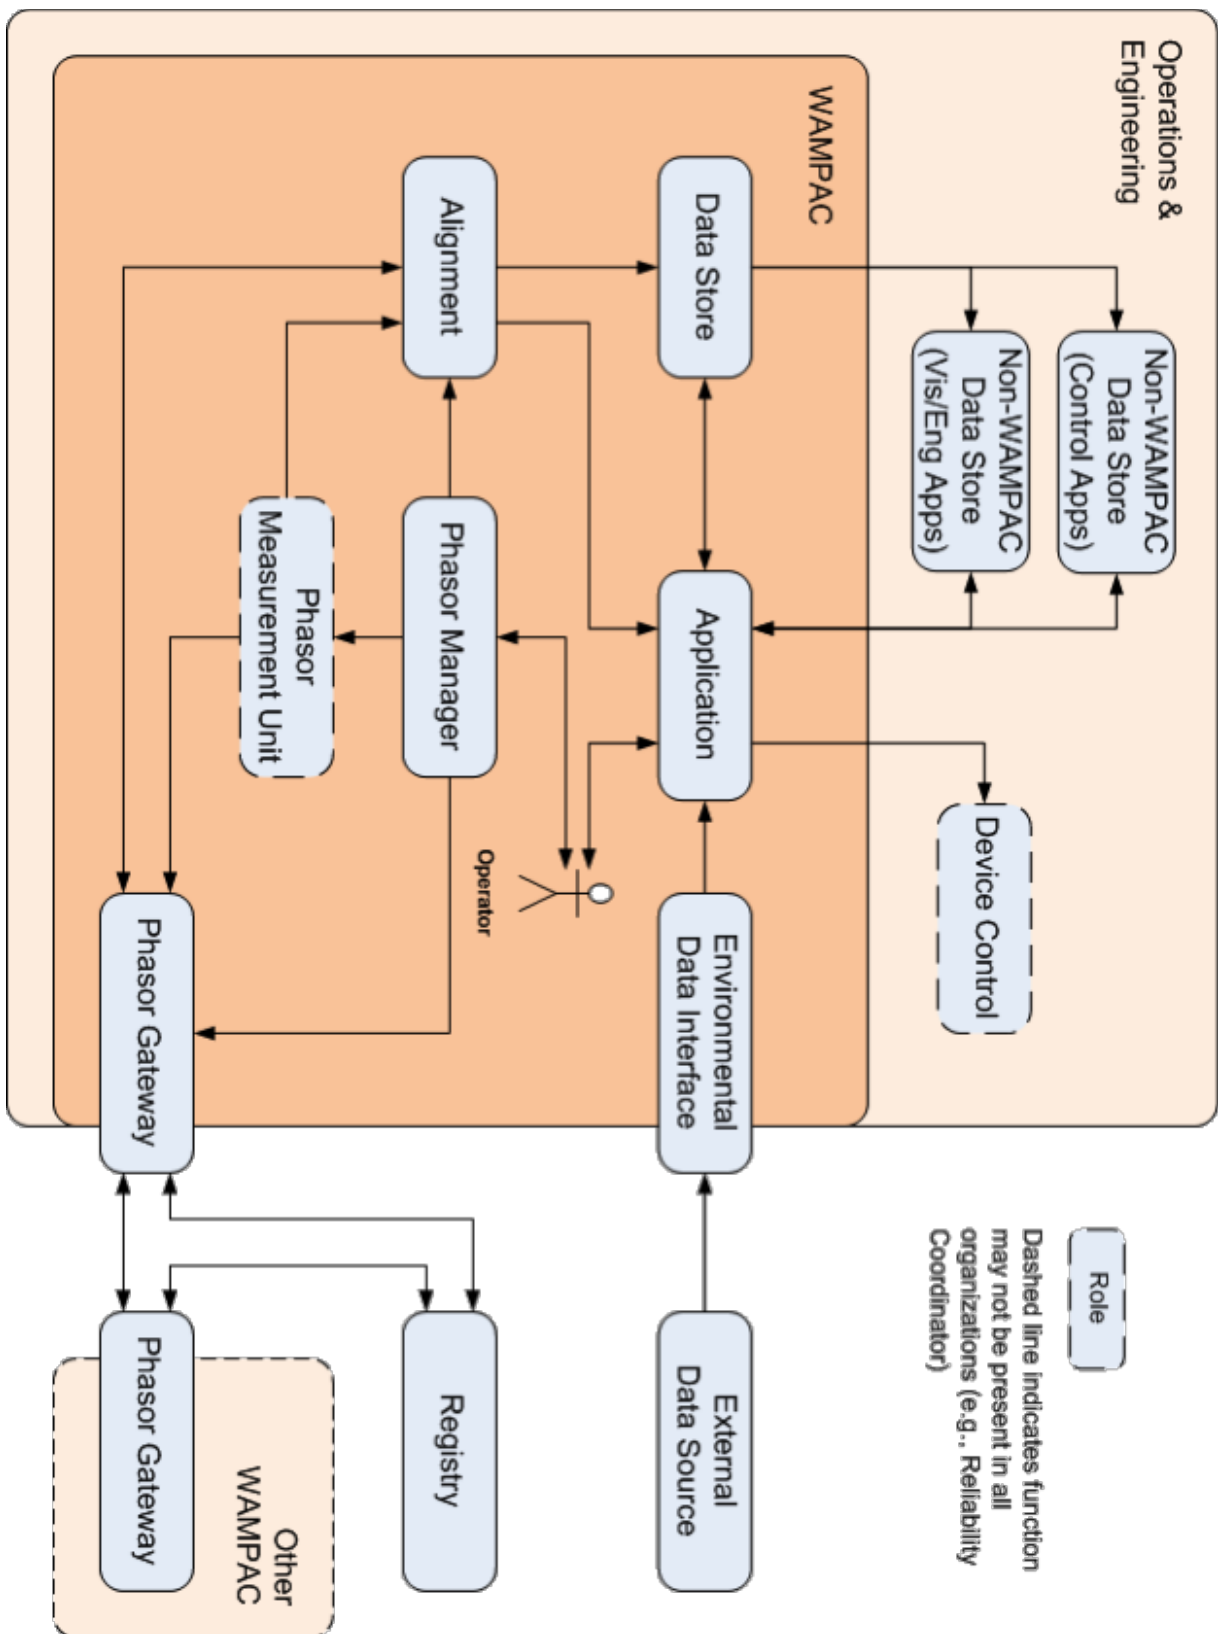 Operations &
Engineering
WAMPAC
Non-WAMPAC
Data Store
(Control Apps)
Non-WAMPAC
Data Store
(Vis/Eng Apps)
Device Control
Role
Dashed line indicates function
may not be present in all
organizations (e.g., Reliability
Coordinator)
Data Store
Application
Environmental
Data Interface
External
Data Source
Operator
Alignment
Phasor Manager
Registry
Phasor
Measurement Unit
Other
WAMPAC
Phasor Gateway
Phasor Gateway